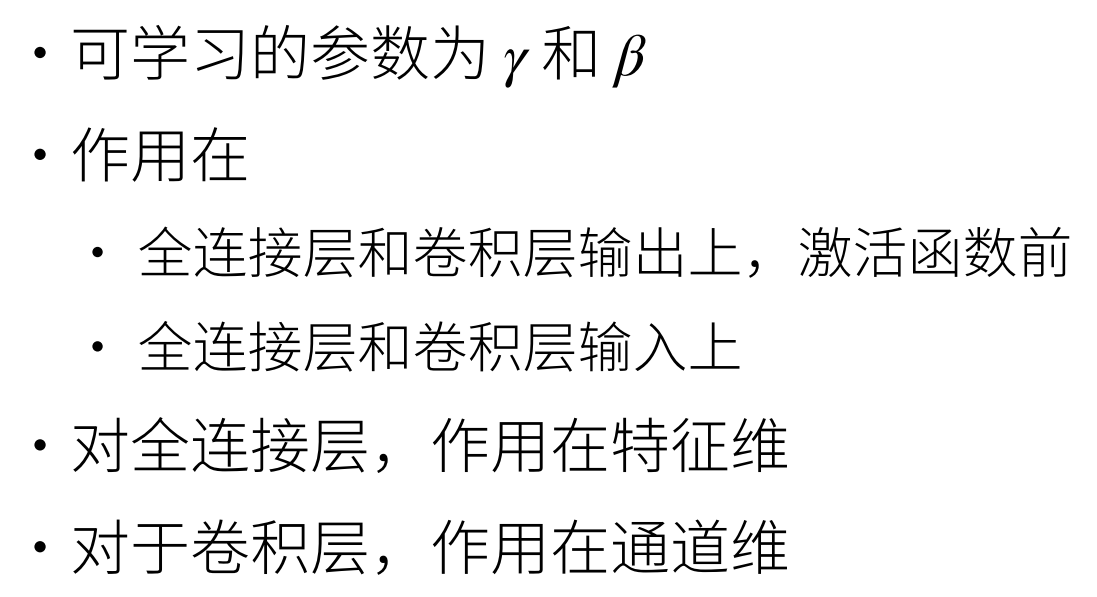 • 可学习的参数为 γ 和 β
• 作用在
• 全连接层和卷积层输出上，激活函数前
• 全连接层和卷积层输入上
• 对全连接层，作用在特征维
• 对于卷积层，作用在通道维